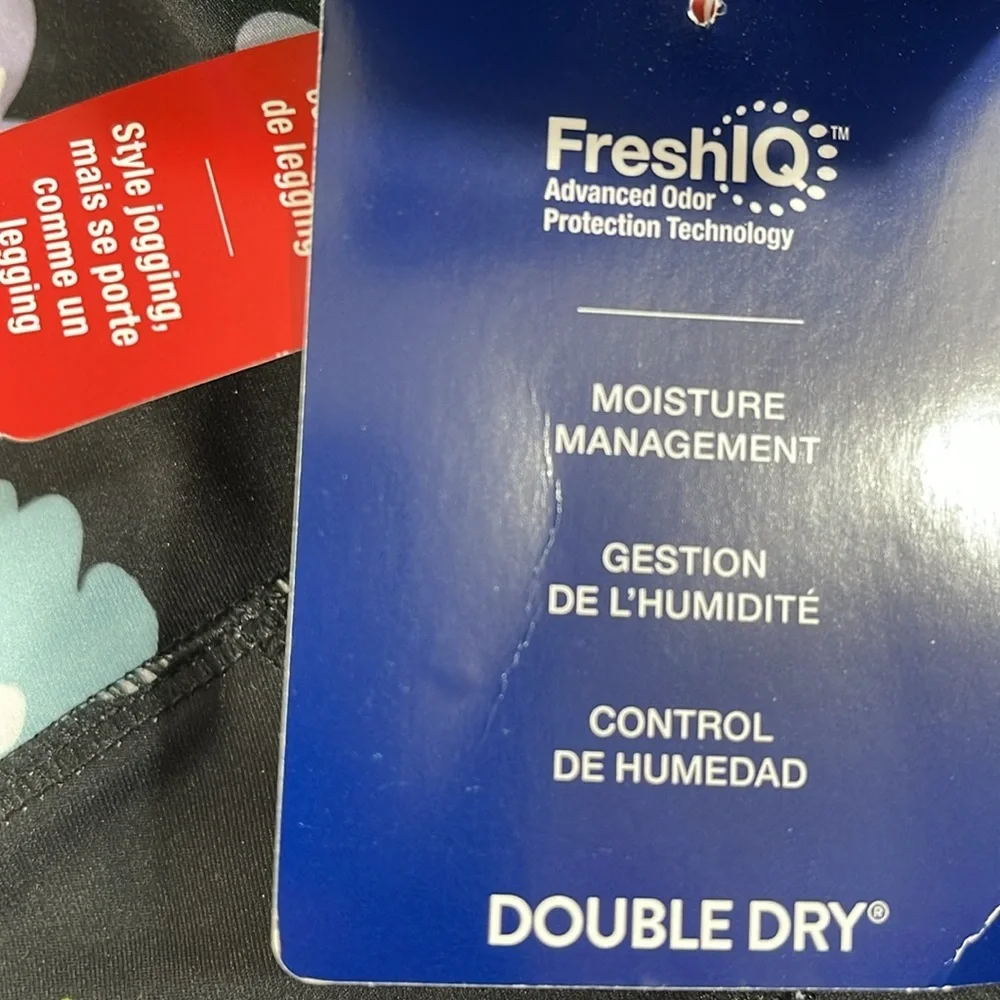 FreshIQ™
Advanced Odor
Protection Technology
MOISTURE
MANAGEMENT
GESTION
DE L'HUMIDITÉ
CONTROL
DE HUMEDAD
DOUBLE DRY®
de legging
Style jogging,
mais se porte
comme un
legging